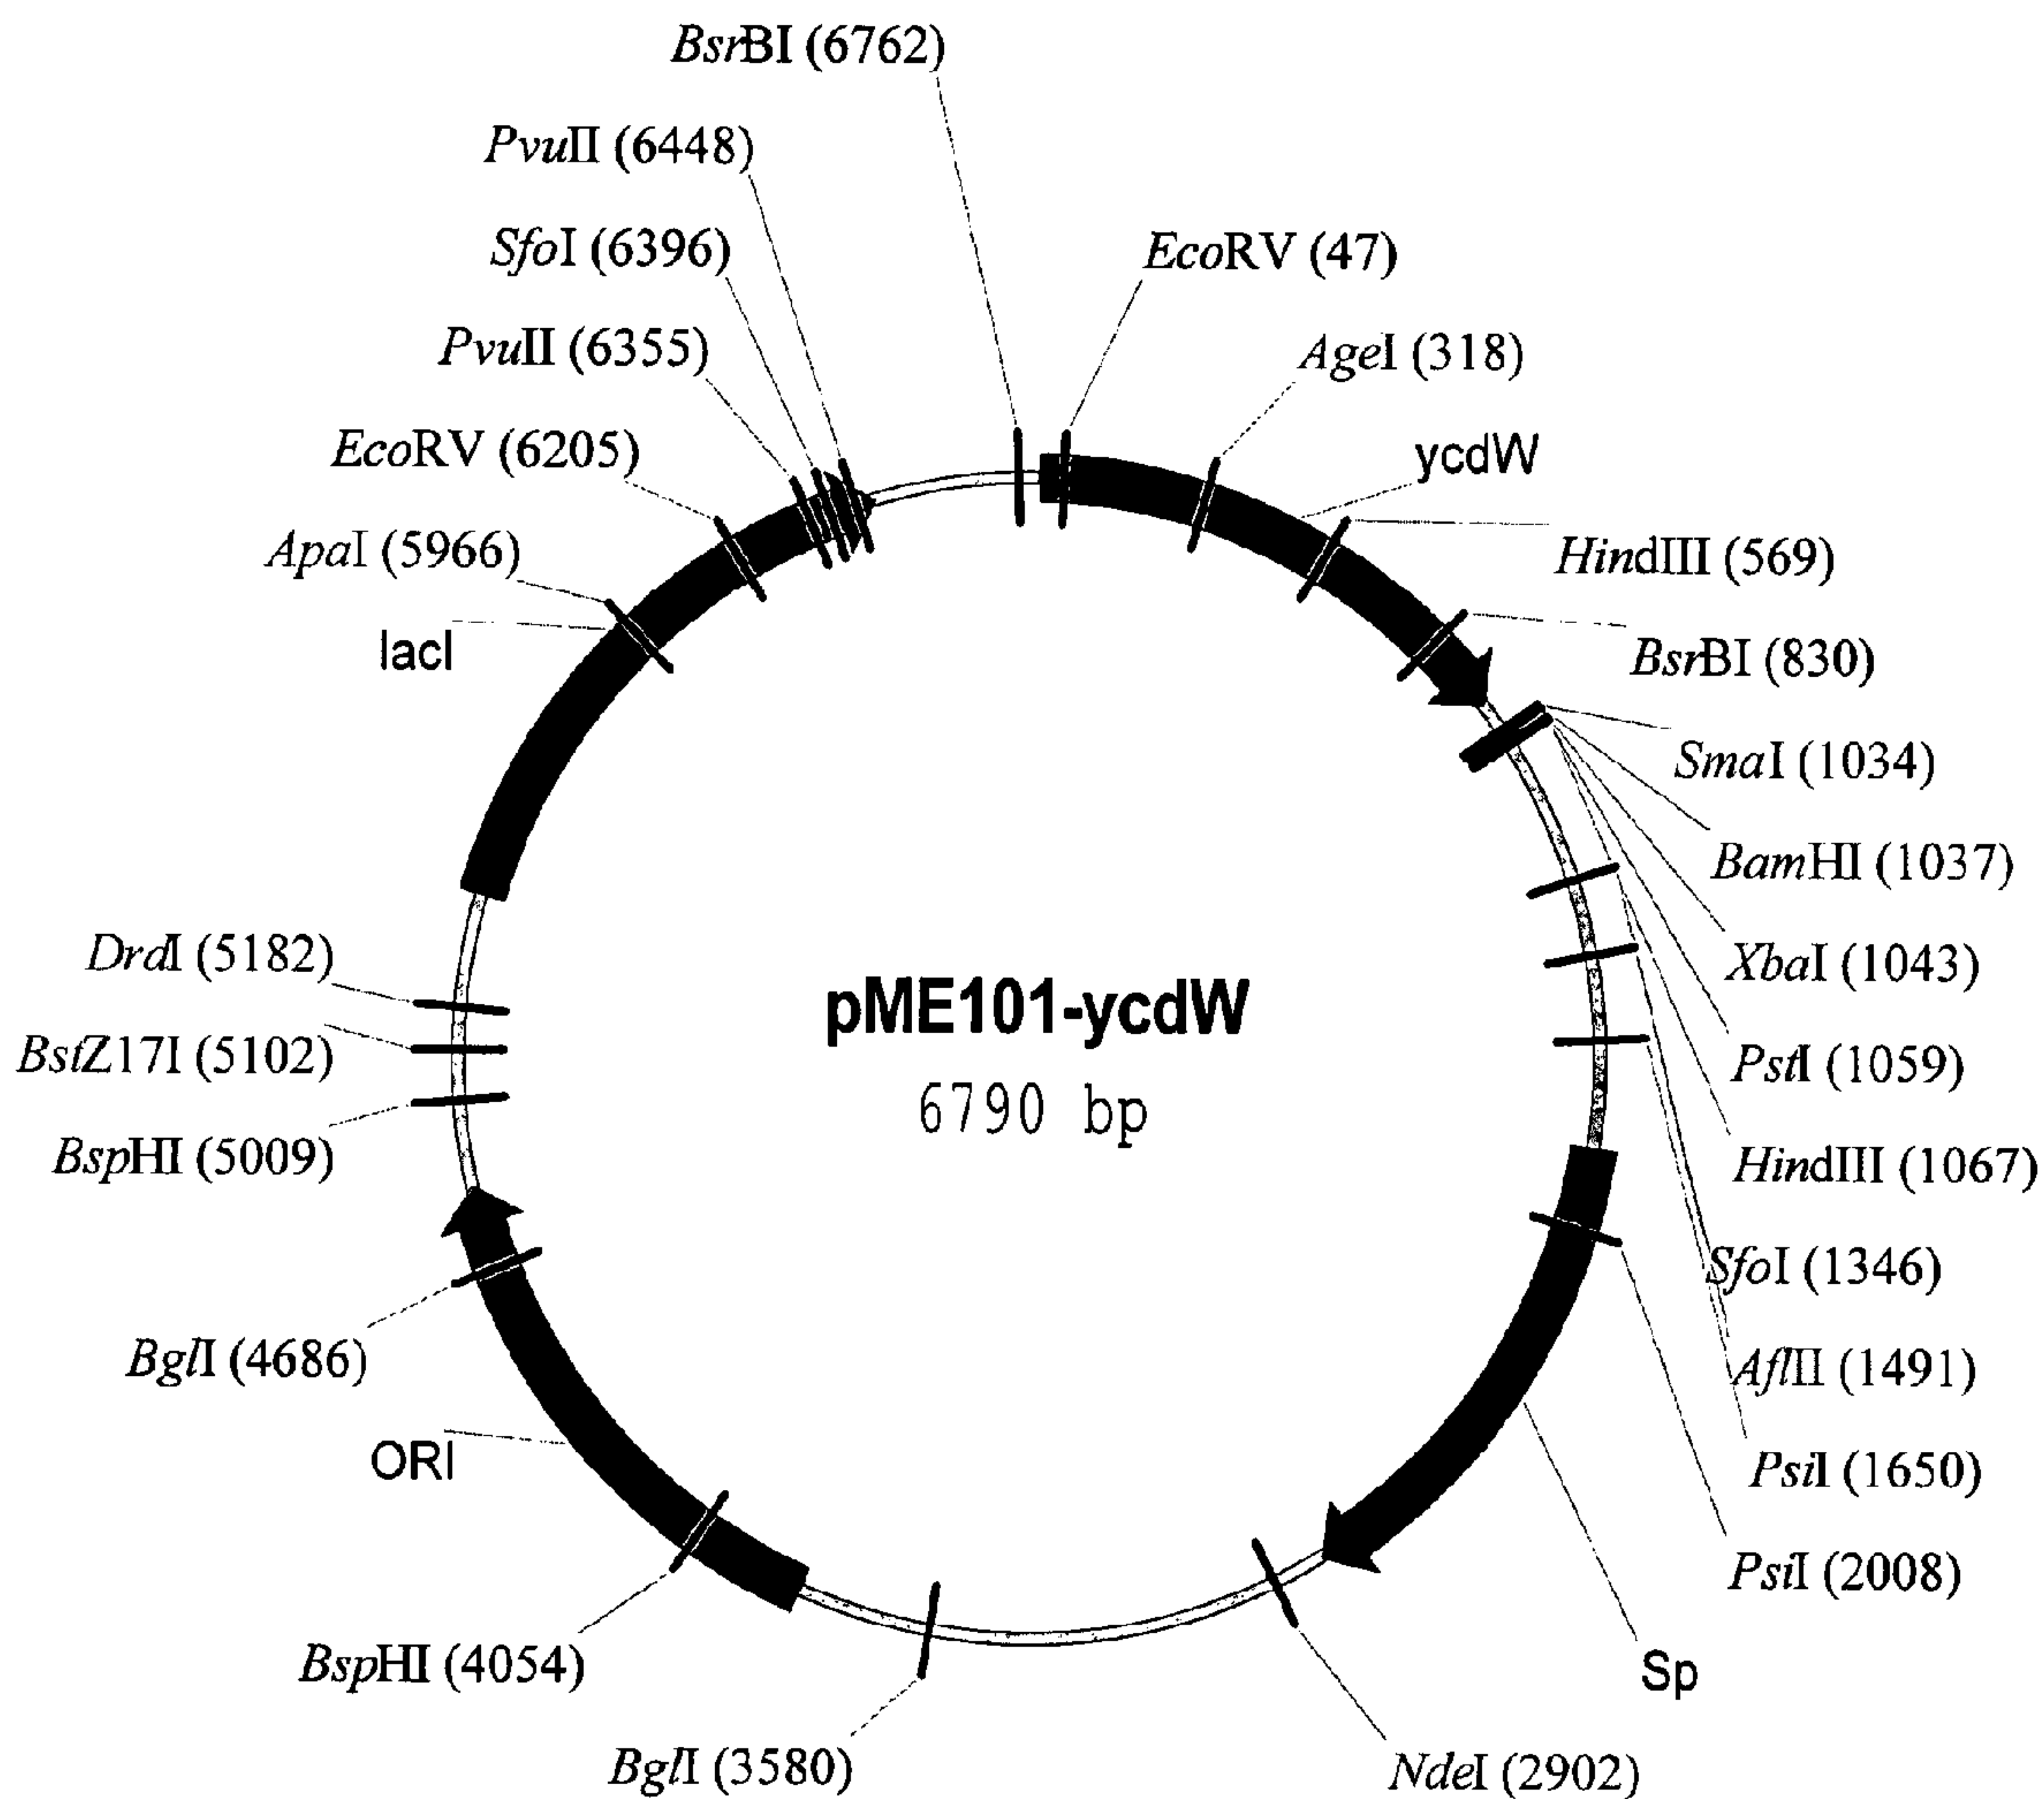 BsrBI (6762)
PvuII (6448)
SfoI (6396)
EcoRV (47)
PvuII (6355)
AgeI (318)
EcoRV (6205)
ycdW
ApaI (5966)
HindIII (569)
lacI
BsrBI (830)
SmaI (1034)
BamHI (1037)
DrdI (5182)
XbaI (1043)
pME101-ycdW
BstZ17I (5102)
PstI (1059)
6790 bp
BspHI (5009)
HindIII (1067)
SfoI (1346)
BglI (4686)
AflII (1491)
ORI
PsiI (1650)
PsiI (2008)
BspHI (4054)
Sp
BglI (3580)
NdeI (2902)